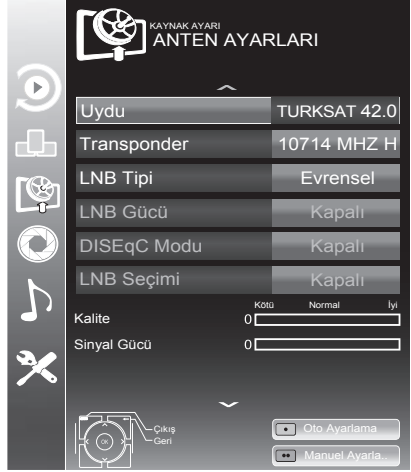 KAYNAK AYARI
ANTEN AYARLARI
Uydu TURKSAT 42.0
Transponder 10714 MHZ H
LNB Tipi Evrensel
LNB Gücü Kapalı
DISEqC Modu Kapalı
LNB Seçimi Kapalı
Kötü Normal İyi
Kalite 0
Sinyal Gücü 0
Çıkış
Geri
OK
Oto Ayarlama
Manuel Ayarla..